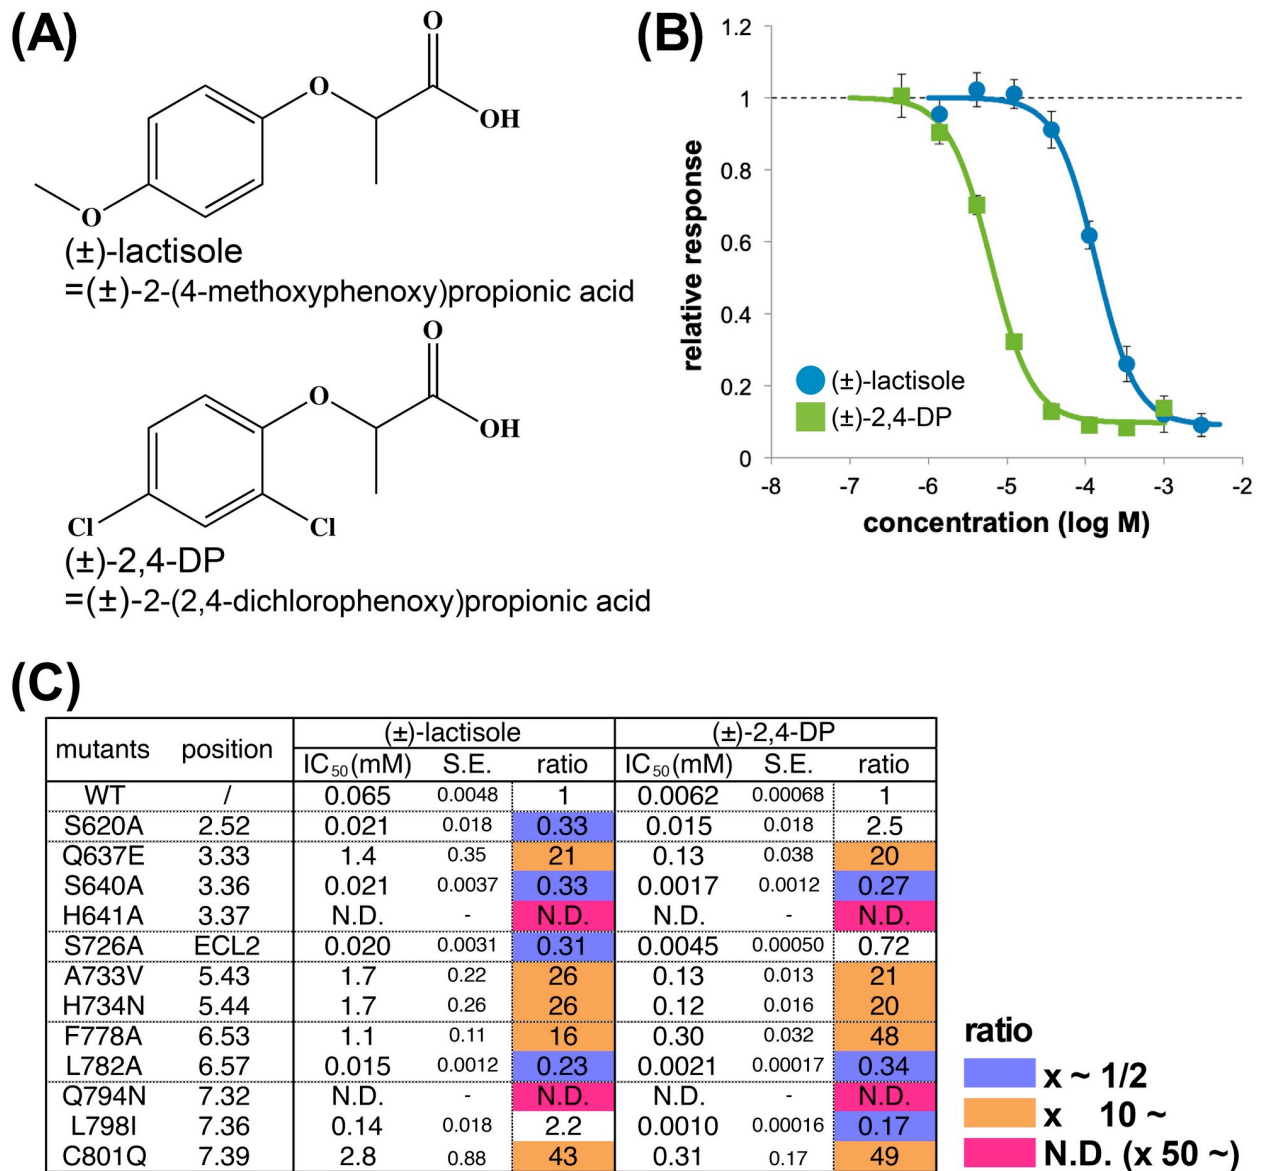 (A)
O
O
OH
O
(±)-lactisole
=(±)-2-(4-methoxyphenoxy)propionic acid
O
O
OH
Cl
Cl
(±)-2,4-DP
=(±)-2-(2,4-dichlorophenoxy)propionic acid
(B)
relative response
1.2
1
0.8
0.6
0.4
0.2
0
(±)-lactisole
(±)-2,4-DP
-8 -7 -6 -5 -4 -3 -2
concentration (log M)
(C)
mutants position (±)-lactisole (±)-2,4-DP
IC50(mM) S.E. ratio IC50(mM) S.E. ratio
WT / 0.065 0.0048 1 0.0062 0.00068 1
S620A 2.52 0.021 0.018 0.33 0.015 0.018 2.5
Q637E 3.33 1.4 0.35 21 0.13 0.038 20
S640A 3.36 0.021 0.0037 0.33 0.0017 0.0012 0.27
H641A 3.37 N.D. - N.D. N.D. - N.D.
S726A ECL2 0.020 0.0031 0.31 0.0045 0.00050 0.72
A733V 5.43 1.7 0.22 26 0.13 0.013 21
H734N 5.44 1.7 0.26 26 0.12 0.016 20
F778A 6.53 1.1 0.11 16 0.30 0.032 48
L782A 6.57 0.015 0.0012 0.23 0.0021 0.00017 0.34
Q794N 7.32 N.D. - N.D. N.D. - N.D.
L798I 7.36 0.14 0.018 2.2 0.0010 0.00016 0.17
C801Q 7.39 2.8 0.88 43 0.31 0.17 49
ratio
x ~ 1/2
x 10 ~
N.D. (x 50 ~)